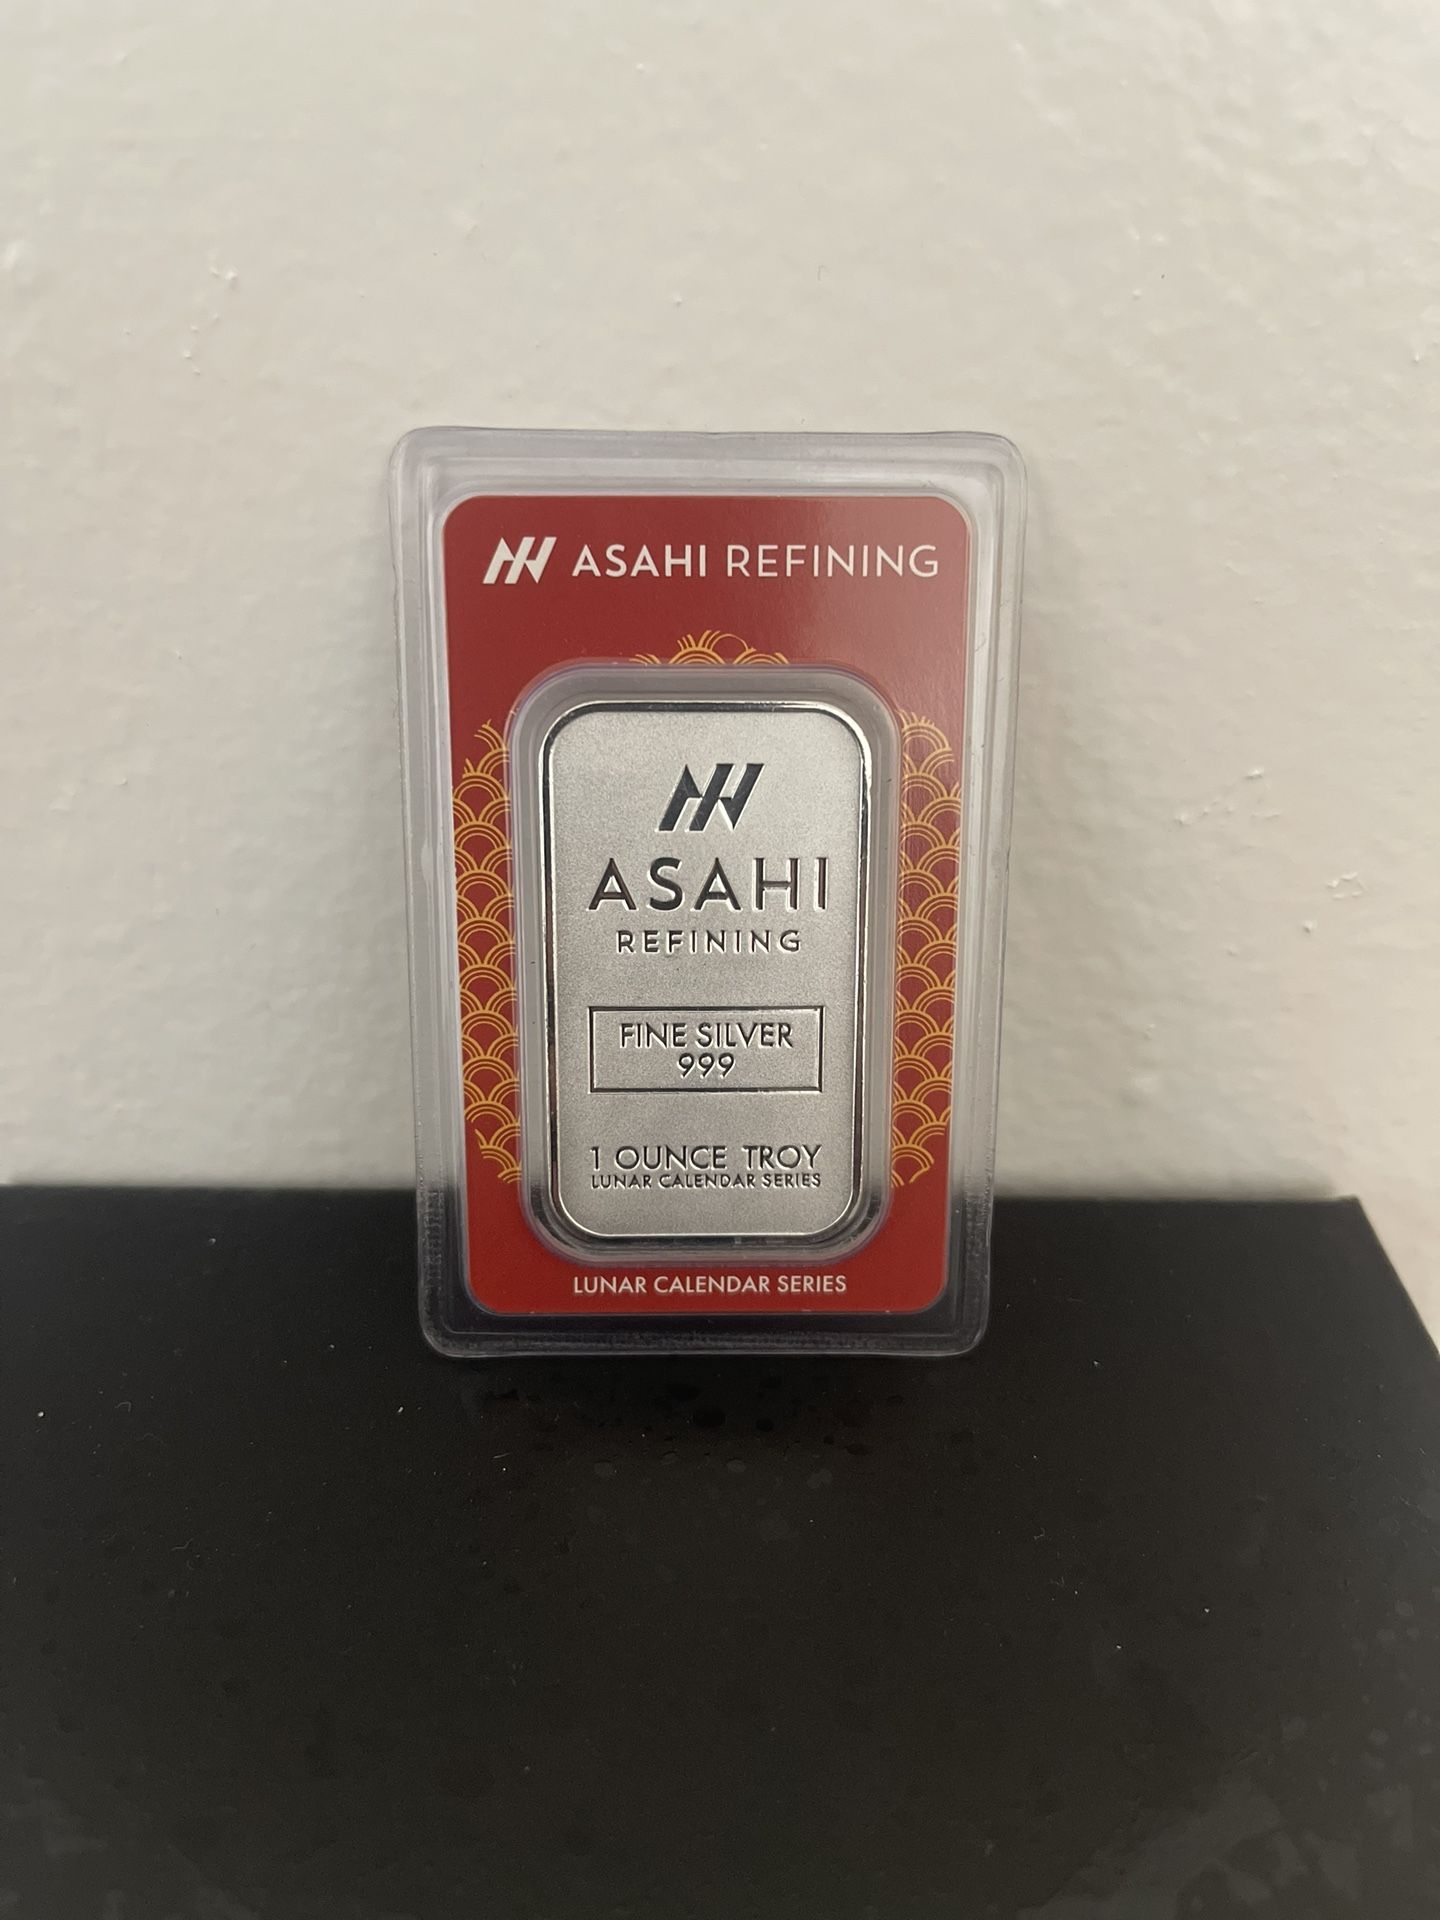 ASAHI REFINING
ASAHI
REFINING
FINE SILVER
999
1 OUNCE TROY
LUNAR CALENDAR SERIES
LUNAR CALENDAR SERIES